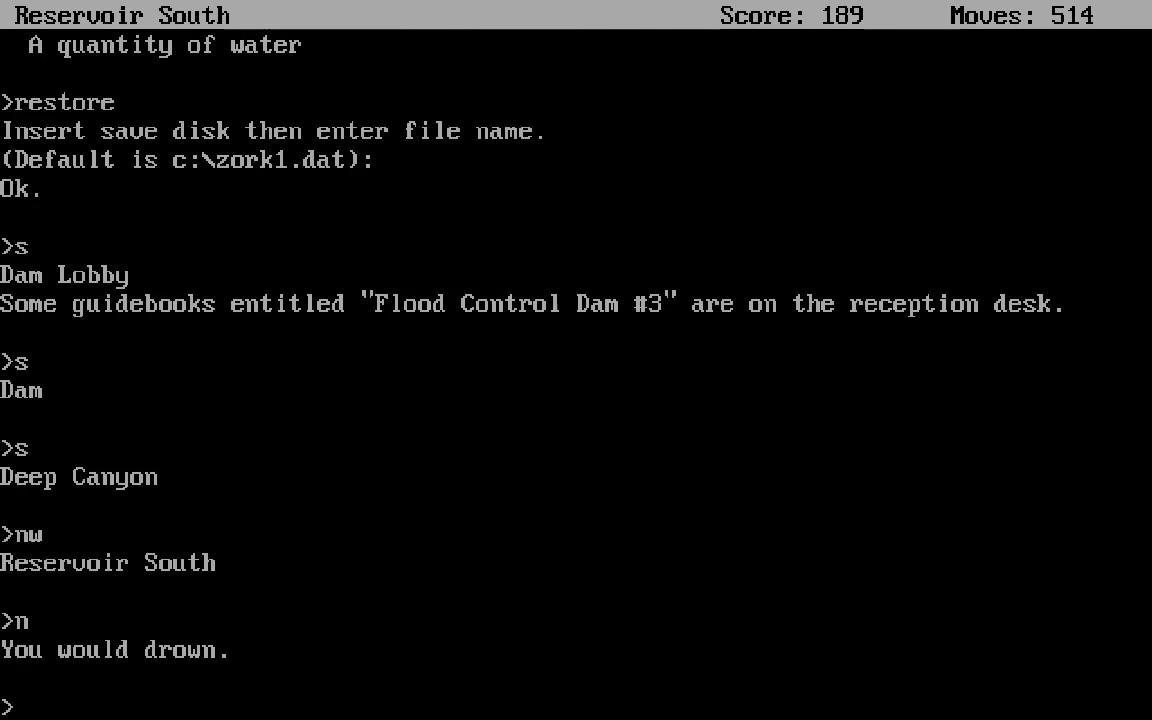 Reservoir South Score: 189 Moves: 514
A quantity of water
>restore
Insert save disk then enter file name.
(Default is c:\zork1.dat):
Ok.
>s
Dam Lobby
Some guidebooks entitled "Flood Control Dam #3" are on the reception desk.
>s
Dam
>s
Deep Canyon
>nw
Reservoir South
>n
You would drown.
>